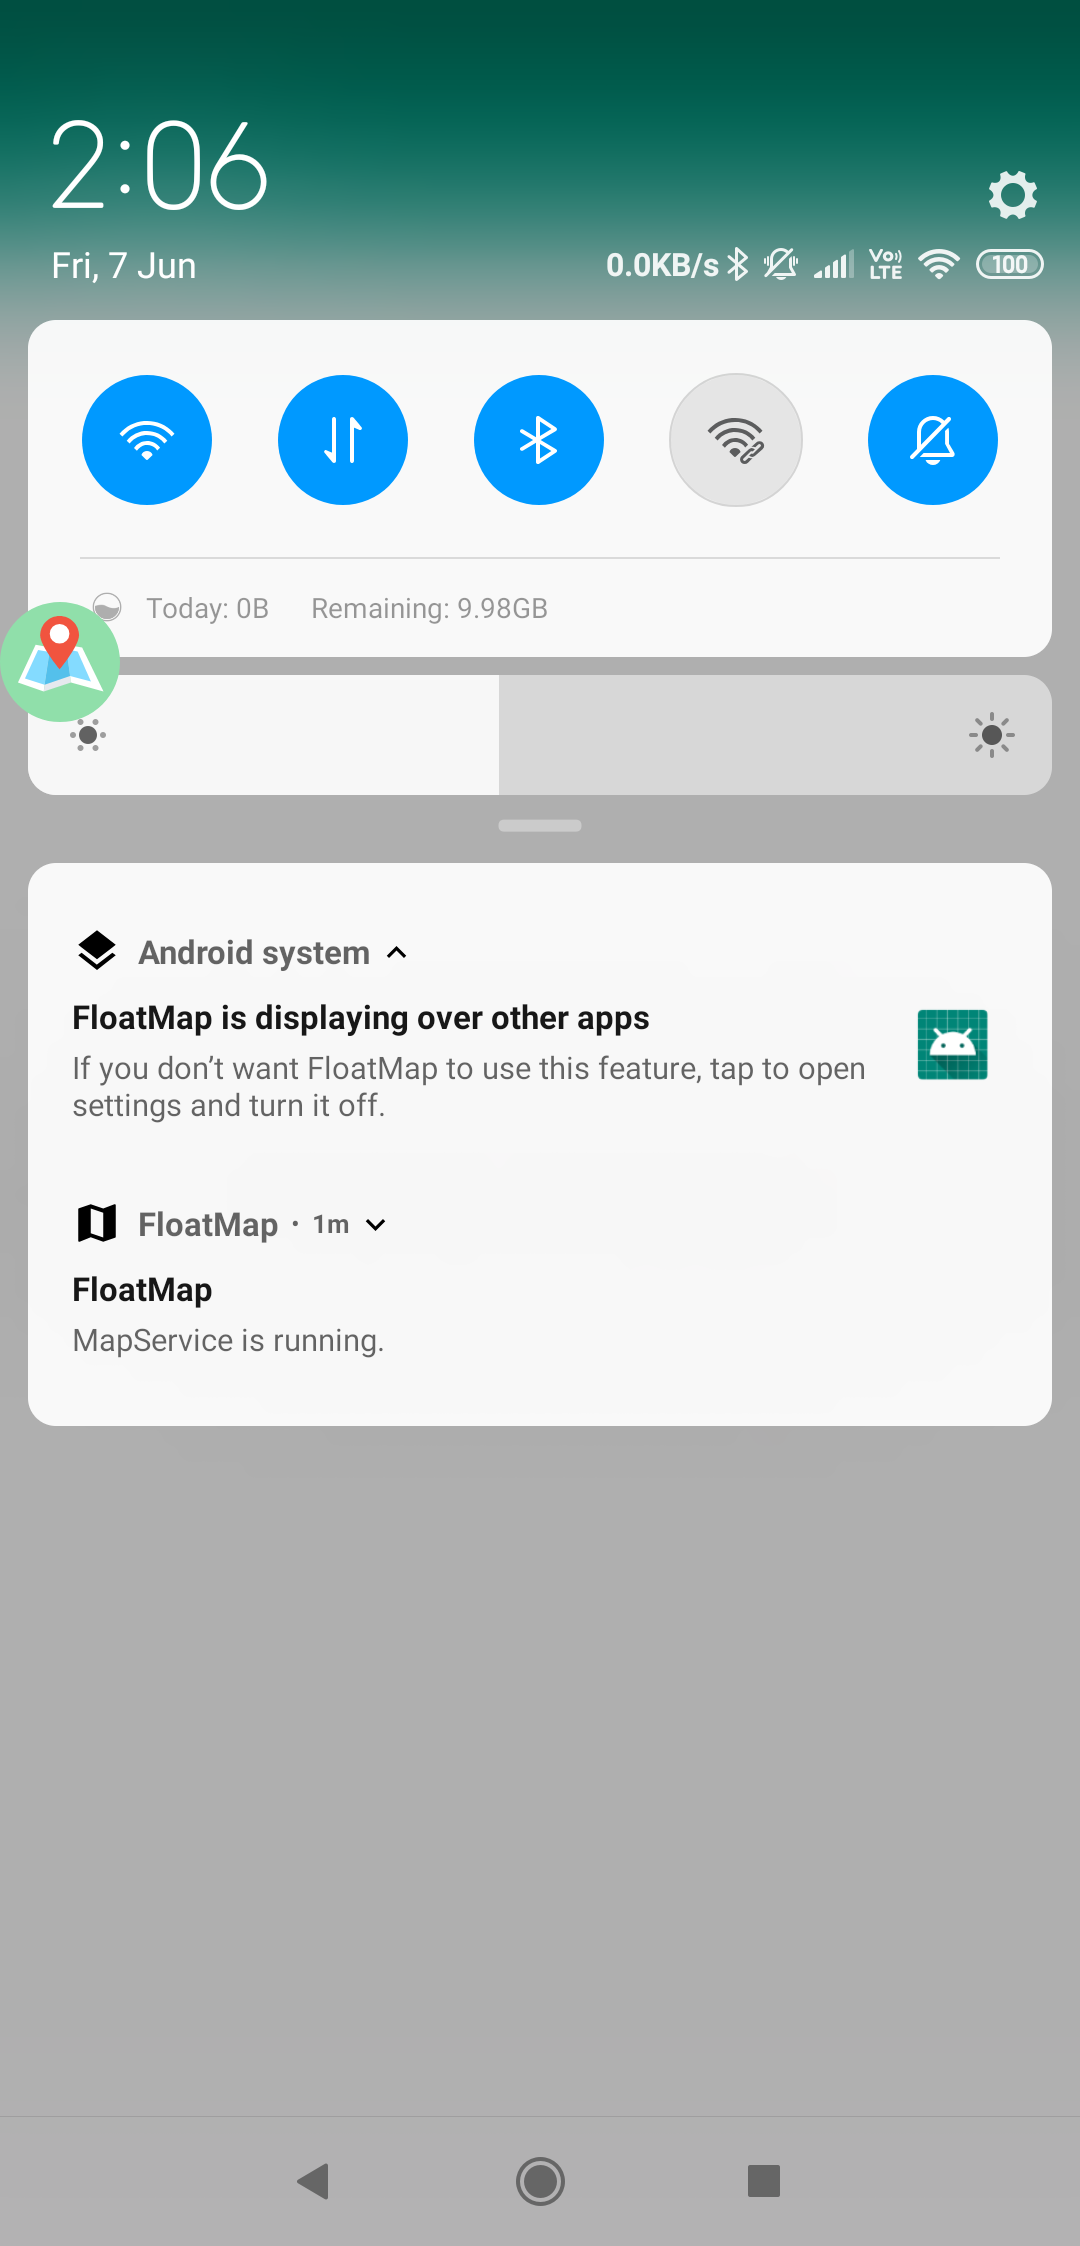 2:06
Fri, 7 Jun
0.0KB/s
Vo))
LTE
100
Today: 0B Remaining: 9.98GB
Android system
FloatMap is displaying over other apps
If you don’t want FloatMap to use this feature, tap to open
settings and turn it off.
FloatMap · 1m
FloatMap
MapService is running.